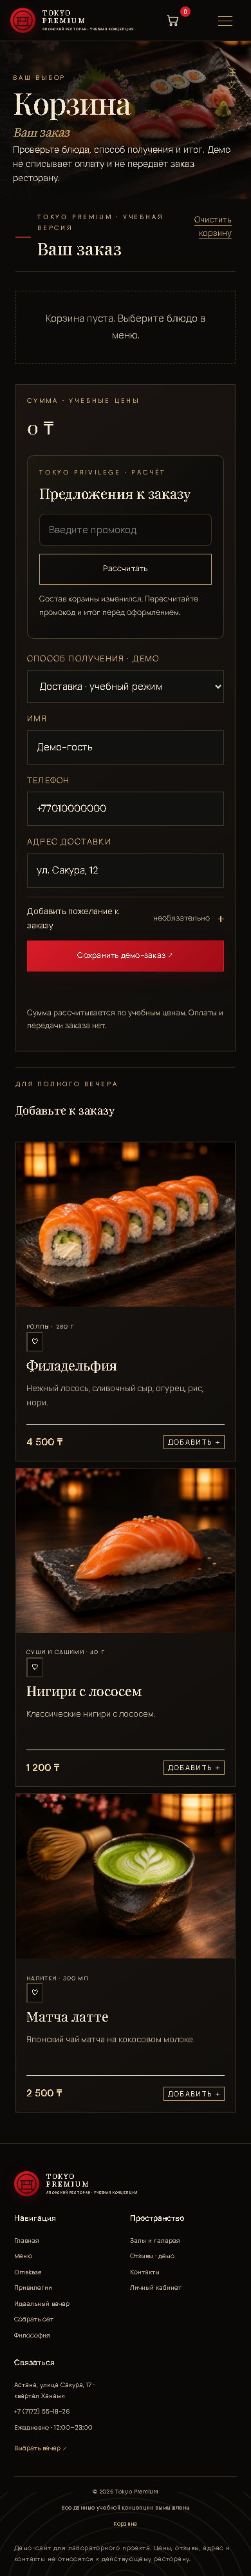 TOKYO
PREMIUM
ЯПОНСКИЙ РЕСТОРАН · УЧЕБНАЯ КОНЦЕПЦИЯ
0
ВАШ ВЫБОР
Корзина
Ваш заказ
Проверьте блюда, способ получения и итог. Демо
не списывает оплату и не передаёт заказ
ресторану.
TOKYO PREMIUM · УЧЕБНАЯ
ВЕРСИЯ
Ваш заказ
Очистить
корзину
Корзина пуста. Выберите блюдо в
меню.
СУММА · УЧЕБНЫЕ ЦЕНЫ
0 ₸
TOKYO PRIVILEGE · РАСЧЁТ
Предложения к заказу
Введите промокод
Рассчитать
Состав корзины изменился. Пересчитайте
промокод и итог перед оформлением.
СПОСОБ ПОЛУЧЕНИЯ · ДЕМО
Доставка · учебный режим
ИМЯ
Демо-гость
ТЕЛЕФОН
+77010000000
АДРЕС ДОСТАВКИ
ул. Сакура, 12
Добавить пожелание к
заказу
необязательно +
Сохранить демо-заказ ↗
Сумма рассчитывается по учебным ценам. Оплаты и
передачи заказа нет.
ДЛЯ ПОЛНОГО ВЕЧЕРА
Добавьте к заказу
РОЛЛЫ · 280 Г
Филадельфия
Нежный лосось, сливочный сыр, огурец, рис,
нори.
4 500 ₸
ДОБАВИТЬ +
СУШИ И САШИМИ · 40 Г
Нигири с лососем
Классические нигири с лососем.
1 200 ₸
ДОБАВИТЬ +
НАПИТКИ · 300 МЛ
Матча латте
Японский чай матча на кокосовом молоке.
2 500 ₸
ДОБАВИТЬ +
TOKYO
PREMIUM
ЯПОНСКИЙ РЕСТОРАН · УЧЕБНАЯ КОНЦЕПЦИЯ
Навигация
Главная
Меню
Omakase
Привилегии
Идеальный вечер
Собрать сет
Философия
Пространство
Залы и галерея
Отзывы · демо
Контакты
Личный кабинет
Связаться
Астана, улица Сакура, 17 ·
квартал Ханами
+7 (7172) 55-18-26
Ежедневно · 12:00–23:00
Выбрать вечер ↗
© 2026 Tokyo Premium
Все данные учебной концепции вымышлены
Корзина
Демо-сайт для лабораторного проекта. Цены, отзывы, адрес и
контакты не относятся к действующему ресторану.